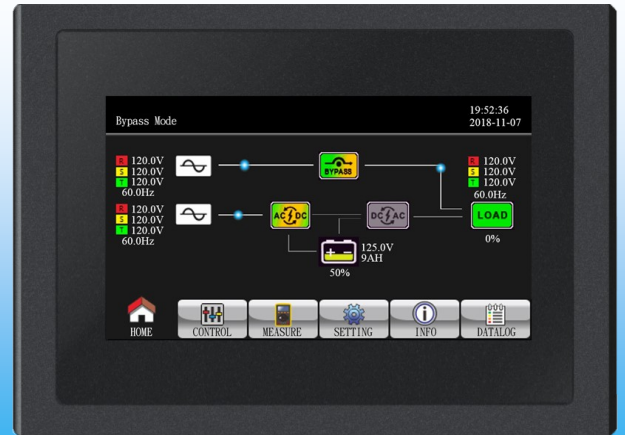 Bypass Mode
19:52:36
2018-11-07
R 120.0V
S 120.0V
T 120.0V
60.0Hz
BYPASS
R 120.0V
S 120.0V
T 120.0V
60.0Hz
R 120.0V
S 120.0V
T 120.0V
60.0Hz
AC DC
DC AC
LOAD
0%
+ -
125.0V
9AH
50%
HOME
CONTROL
MEASURE
SETTING
INFO
DATALOG